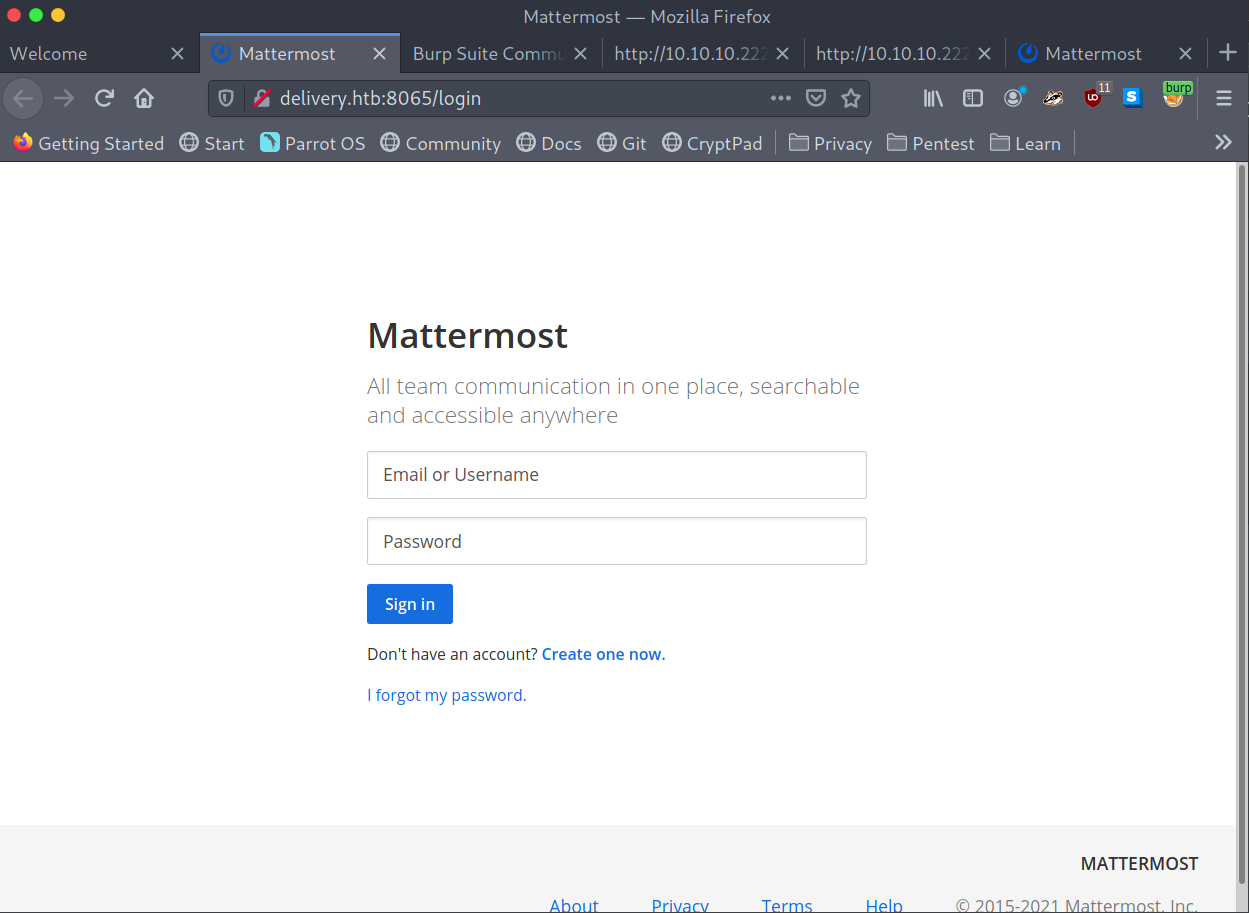 Mattermost — Mozilla Firefox
Welcome Mattermost Burp Suite Commu http://10.10.10.222 http://10.10.10.222 Mattermost
delivery.htb:8065/login 11 S burp
Getting Started Start Parrot OS Community Docs Git CryptPad Privacy Pentest Learn
Mattermost
All team communication in one place, searchable
and accessible anywhere
Email or Username
Password
Sign in
Don't have an account? Create one now.
I forgot my password.
MATTERMOST
About Privacy Terms Help © 2015-2021 Mattermost, Inc.